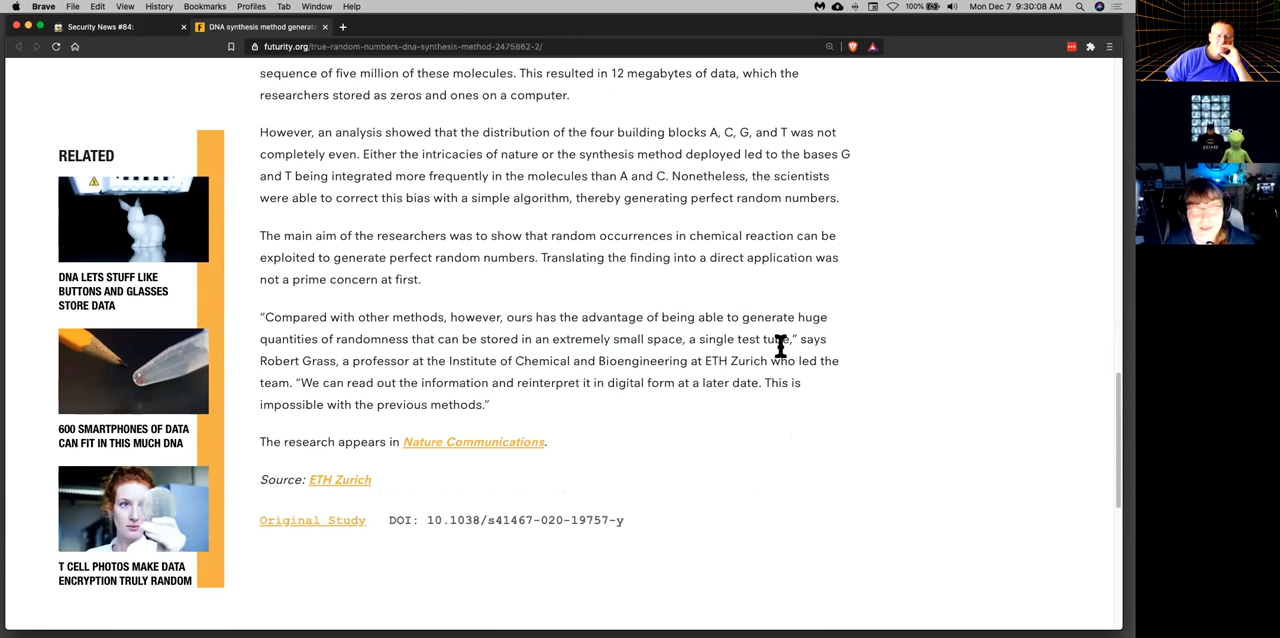 Brave File Edit View History Bookmarks Profiles Tab Window Help 100% Mon Dec 7 9:30:08 AM
Security News #84: DNA synthesis method generat
futurity.org/true-random-numbers-dna-synthesis-method-2475862-2/
sequence of five million of these molecules. This resulted in 12 megabytes of data, which the
researchers stored as zeros and ones on a computer.
However, an analysis showed that the distribution of the four building blocks A, C, G, and T was not
completely even. Either the intricacies of nature or the synthesis method deployed led to the bases G
and T being integrated more frequently in the molecules than A and C. Nonetheless, the scientists
were able to correct this bias with a simple algorithm, thereby generating perfect random numbers.
The main aim of the researchers was to show that random occurrences in chemical reaction can be
exploited to generate perfect random numbers. Translating the finding into a direct application was
not a prime concern at first.
“Compared with other methods, however, ours has the advantage of being able to generate huge
quantities of randomness that can be stored in an extremely small space, a single test tube,” says
Robert Grass, a professor at the Institute of Chemical and Bioengineering at ETH Zurich who led the
team. “We can read out the information and reinterpret it in digital form at a later date. This is
impossible with the previous methods.”
The research appears in Nature Communications.
Source: ETH Zurich
Original Study DOI: 10.1038/s41467-020-19757-y
RELATED
DNA LETS STUFF LIKE
BUTTONS AND GLASSES
STORE DATA
600 SMARTPHONES OF DATA
CAN FIT IN THIS MUCH DNA
T CELL PHOTOS MAKE DATA
ENCRYPTION TRULY RANDOM